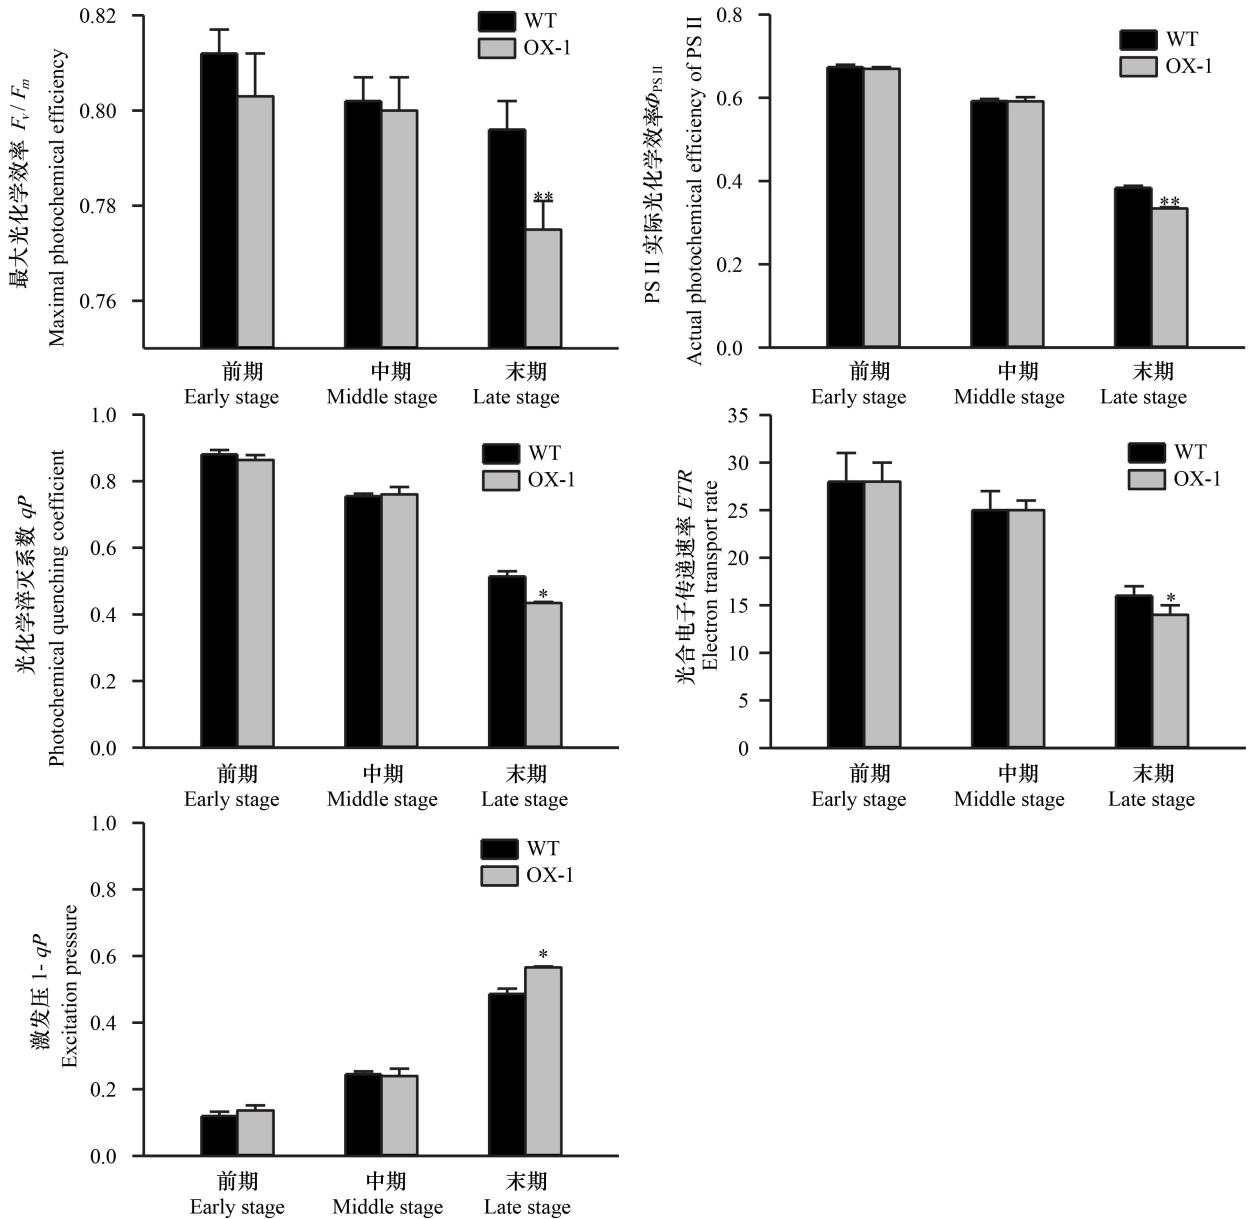 最大光化学效率 Fv/ Fm
Maximal photochemical efficiency
0.82
0.80
0.78
0.76
WT
OX-1
**
前期
中期
末期
Early stage
Middle stage
Late stage
PS II 实际光化学效率ΦPS II
Actual photochemical efficiency of PS II
0.8
0.6
0.4
0.2
0.0
WT
OX-1
**
前期
中期
末期
Early stage
Middle stage
Late stage
光化学淬灭系数 qP
Photochemical quenching coefficient
1.0
0.8
0.6
0.4
0.2
0.0
WT
OX-1
*
前期
中期
末期
Early stage
Middle stage
Late stage
光合电子传递速率 ETR
Electron transport rate
35
30
25
20
15
10
5
0
WT
OX-1
*
前期
中期
末期
Early stage
Middle stage
Late stage
激发压 1- qP
Excitation pressure
1.0
0.8
0.6
0.4
0.2
0.0
WT
OX-1
*
前期
中期
末期
Early stage
Middle stage
Late stage